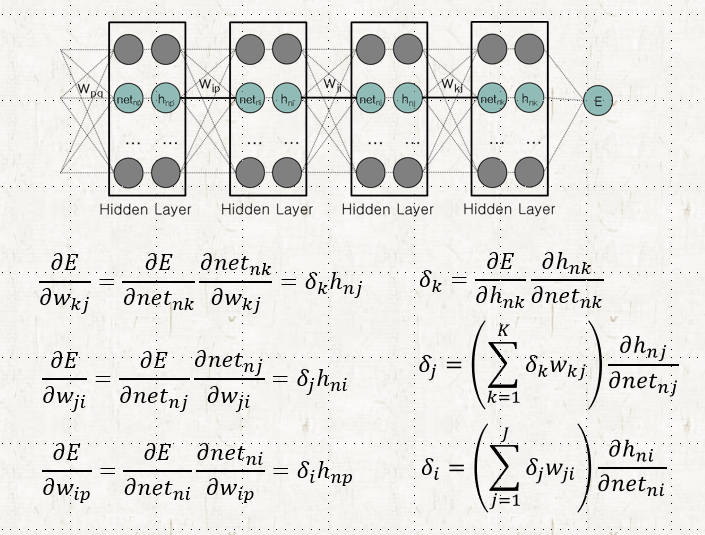 W_pq W_ip W_ji W_kj
net_np h_np net_ni h_ni net_nj h_nj net_nk h_nk E
... ... ... ... ... ... ... ...
Hidden Layer Hidden Layer Hidden Layer Hidden Layer
∂E/∂w_kj = ∂E/∂net_nk ∂net_nk/∂w_kj = δ_k h_nj
δ_k = ∂E/∂h_nk ∂h_nk/∂net_nk
∂E/∂w_ji = ∂E/∂net_nj ∂net_nj/∂w_ji = δ_j h_ni
δ_j = (∑_{k=1}^{K} δ_k w_kj) ∂h_nj/∂net_nj
∂E/∂w_ip = ∂E/∂net_ni ∂net_ni/∂w_ip = δ_i h_np
δ_i = (∑_{j=1}^{J} δ_j w_ji) ∂h_ni/∂net_ni